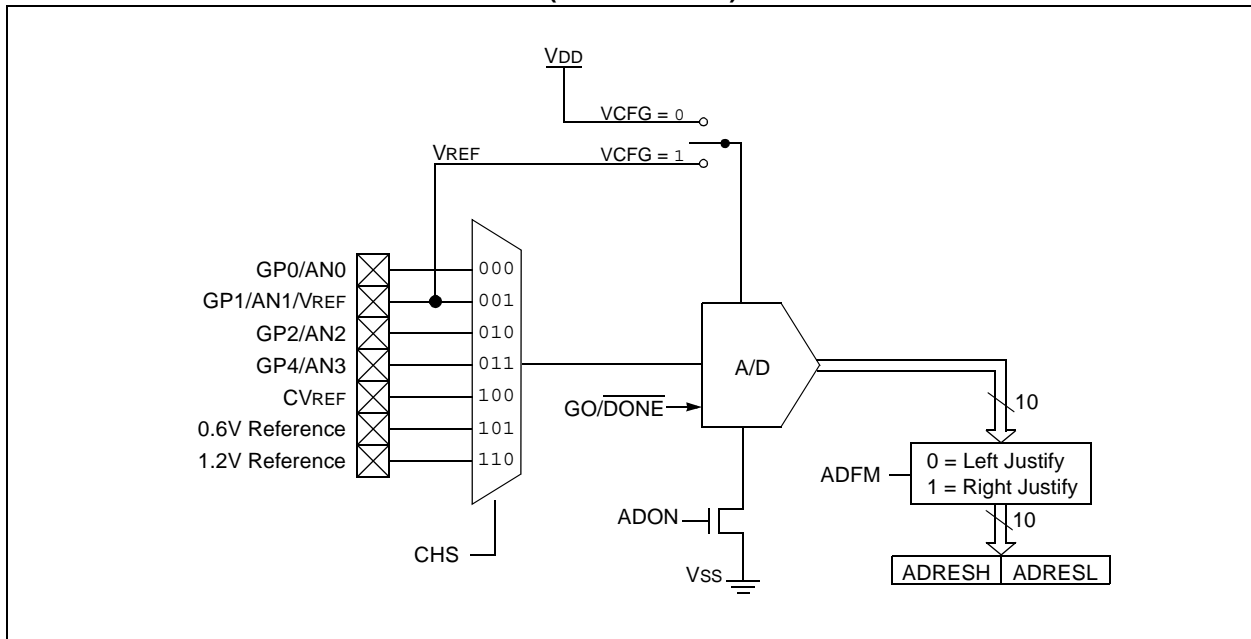 VDD
VCFG = 0
VREF
VCFG = 1
GP0/AN0
000
GP1/AN1/VREF
001
GP2/AN2
010
GP4/AN3
011
CVREF
100
0.6V Reference
101
1.2V Reference
110
A/D
GO/DONE
10
ADFM
0 = Left Justify
1 = Right Justify
ADON
10
CHS
VSS
ADRESH ADRESL